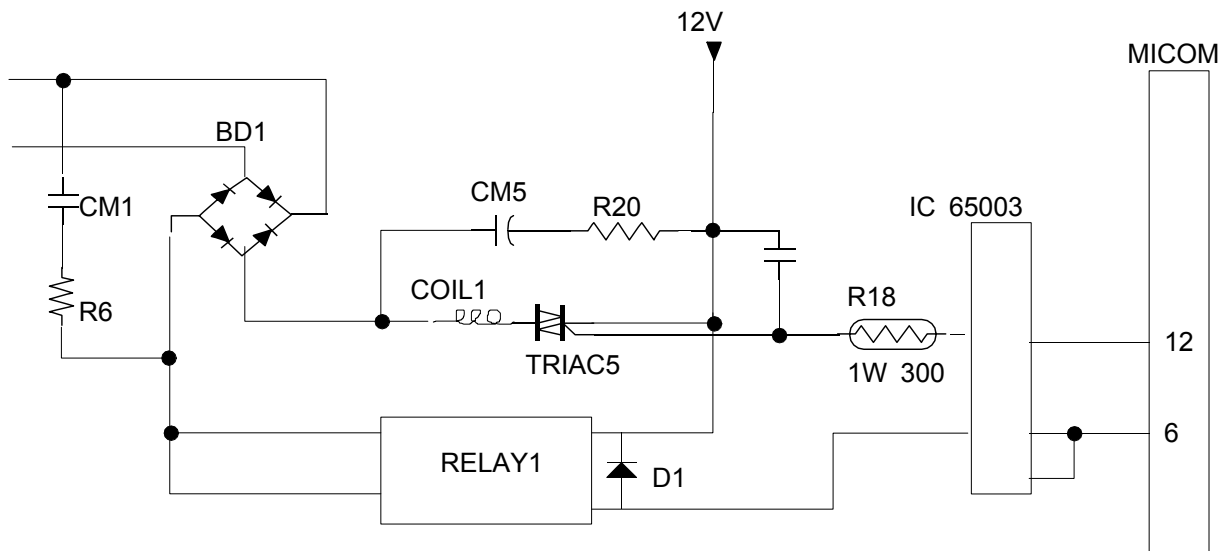 12V
MICOM
BD1
CM1
CM5
R20
IC 65003
R6
COIL1
R18
TRIAC5
1W 300
12
RELAY1
D1
6